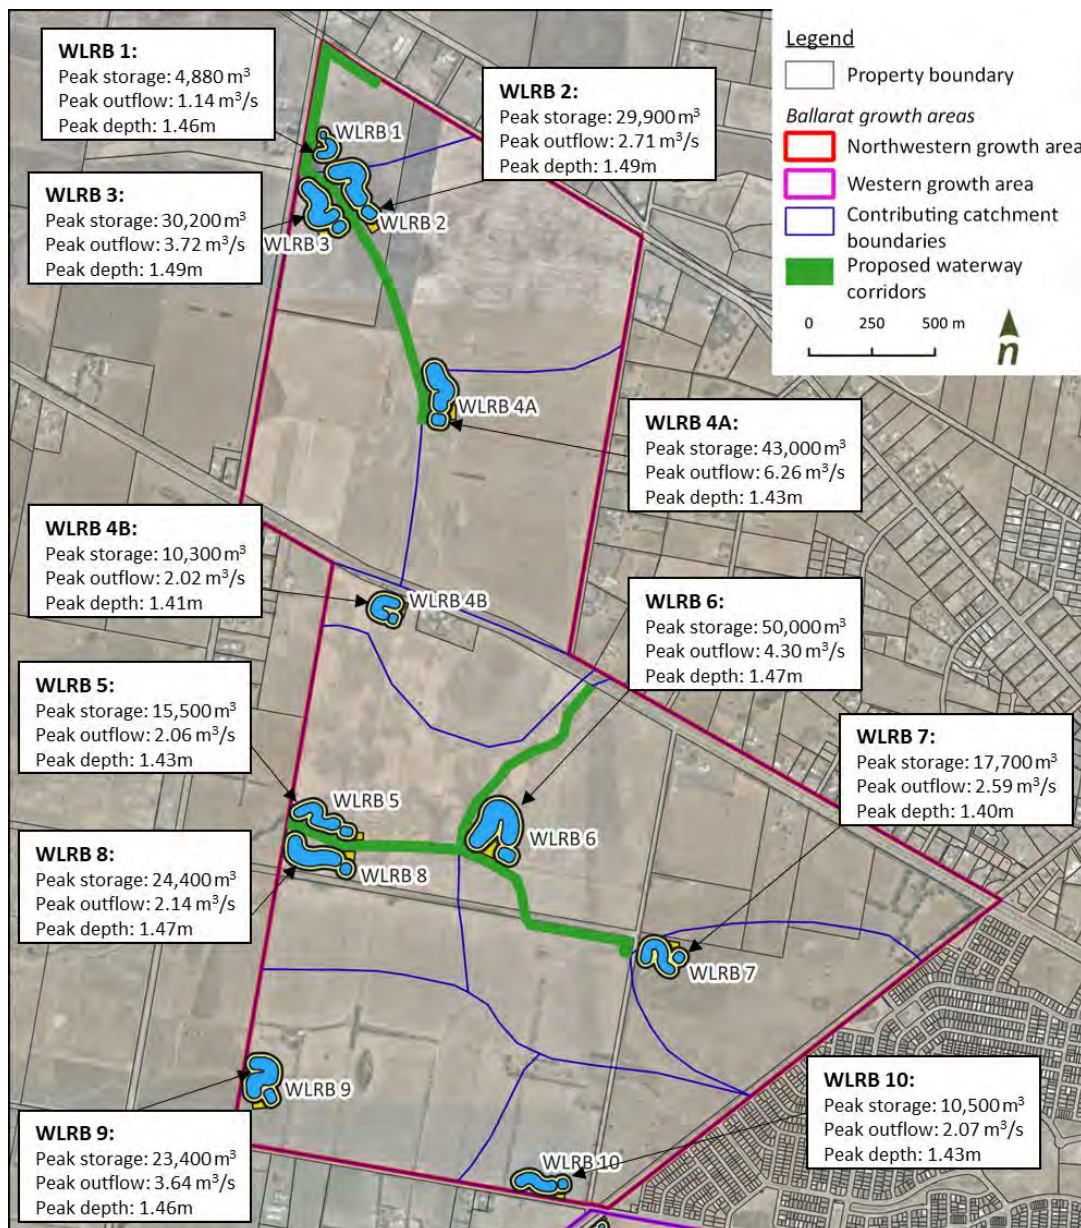 WLRB 1:
Peak storage: 4,880 m³
Peak outflow: 1.14 m³/s
Peak depth: 1.46m
WLRB 2:
Peak storage: 29,900 m³
Peak outflow: 2.71 m³/s
Peak depth: 1.49m
Legend
Property boundary
Ballarat growth areas
Northwestern growth area
Western growth area
Contributing catchment
boundaries
Proposed waterway
corridors
0 250 500 m
n
WLRB 1
WLRB 2
WLRB 3
WLRB 3:
Peak storage: 30,200 m³
Peak outflow: 3.72 m³/s
Peak depth: 1.49m
WLRB 4A
WLRB 4A:
Peak storage: 43,000 m³
Peak outflow: 6.26 m³/s
Peak depth: 1.43m
WLRB 4B:
Peak storage: 10,300 m³
Peak outflow: 2.02 m³/s
Peak depth: 1.41m
WLRB 4B
WLRB 6:
Peak storage: 50,000 m³
Peak outflow: 4.30 m³/s
Peak depth: 1.47m
WLRB 5:
Peak storage: 15,500 m³
Peak outflow: 2.06 m³/s
Peak depth: 1.43m
WLRB 7:
Peak storage: 17,700 m³
Peak outflow: 2.59 m³/s
Peak depth: 1.40m
WLRB 5
WLRB 6
WLRB 8
WLRB 8:
Peak storage: 24,400 m³
Peak outflow: 2.14 m³/s
Peak depth: 1.47m
WLRB 7
WLRB 9
WLRB 10
WLRB 10:
Peak storage: 10,500 m³
Peak outflow: 2.07 m³/s
Peak depth: 1.43m
WLRB 9:
Peak storage: 23,400 m³
Peak outflow: 3.64 m³/s
Peak depth: 1.46m